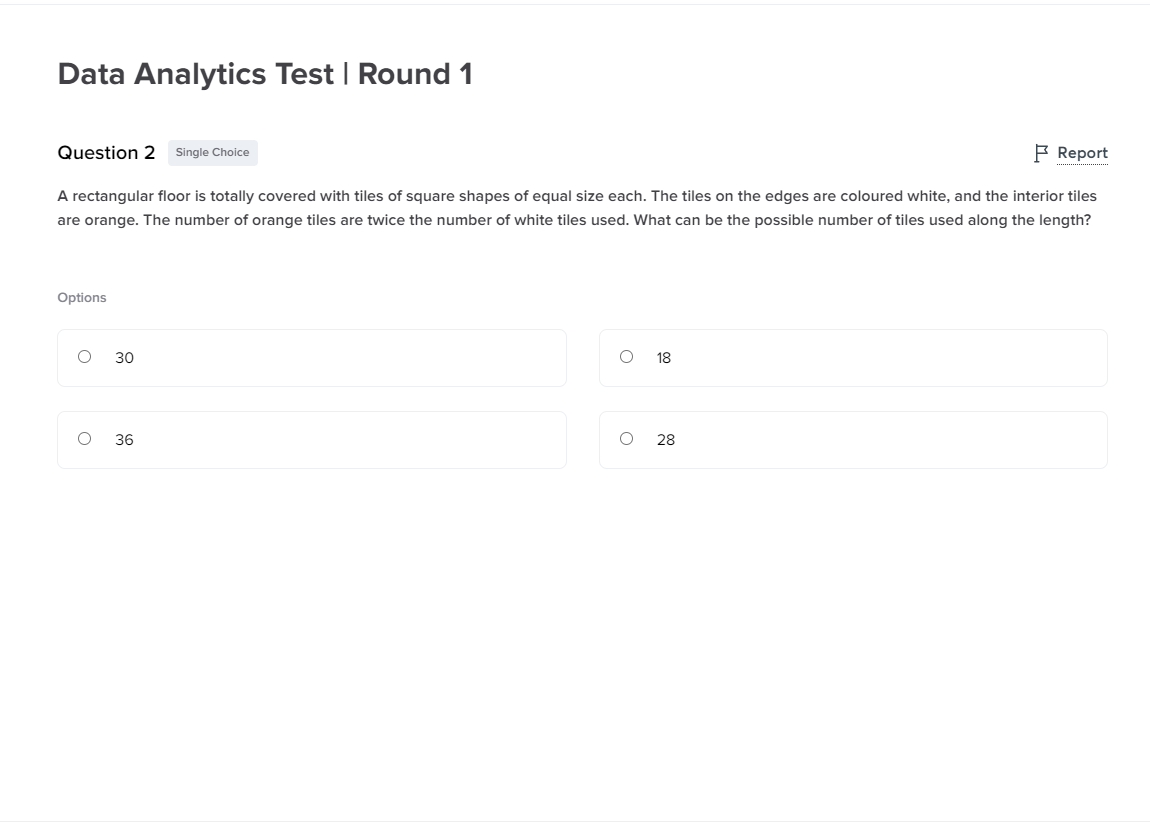 Data Analytics Test | Round 1
Question 2 Single Choice Report
A rectangular floor is totally covered with tiles of square shapes of equal size each. The tiles on the edges are coloured white, and the interior tiles
are orange. The number of orange tiles are twice the number of white tiles used. What can be the possible number of tiles used along the length?
Options
30 18
36 28